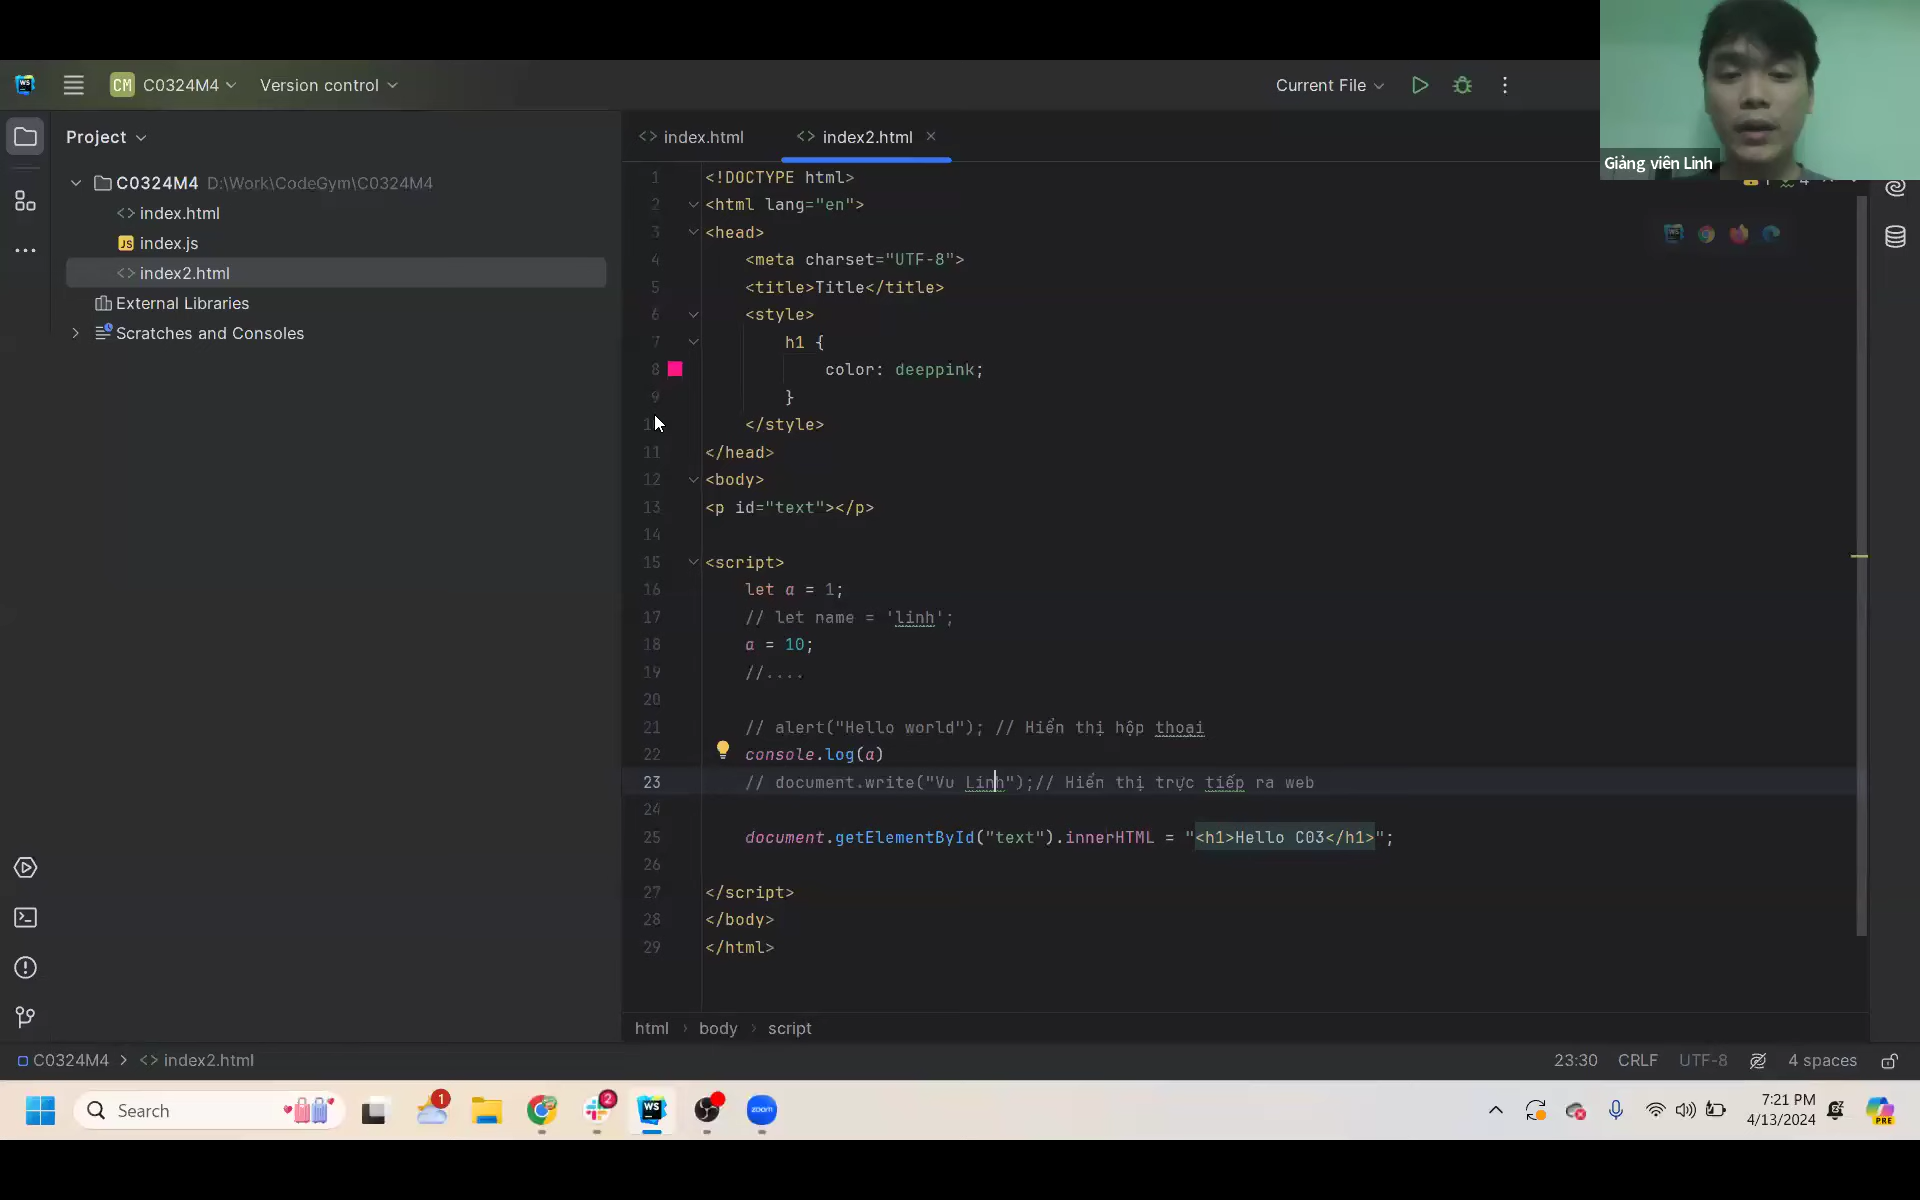 CM C0324M4 Version control
Current File
Giảng viên Linh
Project
index.html
index2.html
C0324M4 D:\Work\CodeGym\C0324M4
index.html
JS index.js
index2.html
External Libraries
Scratches and Consoles
1 <!DOCTYPE html>
2 <html lang="en">
3 <head>
4 <meta charset="UTF-8">
5 <title>Title</title>
6 <style>
7 h1 {
8 color: deeppink;
9 }
</style>
11 </head>
12 <body>
13 <p id="text"></p>
14
15 <script>
16 let a = 1;
17 // let name = 'linh';
18 a = 10;
19 //....
20
21 // alert("Hello world"); // Hiển thị hộp thoại
22 console.log(a)
23 // document.write("Vu Linh");// Hiển thị trực tiếp ra web
24
25 document.getElementById("text").innerHTML = "<h1>Hello C03</h1>";
26
27 </script>
28 </body>
29 </html>
html › body › script
C0324M4 > index2.html
23:30 CRLF UTF-8 4 spaces
Search
1
2
WS
zoom
7:21 PM
4/13/2024
PRE